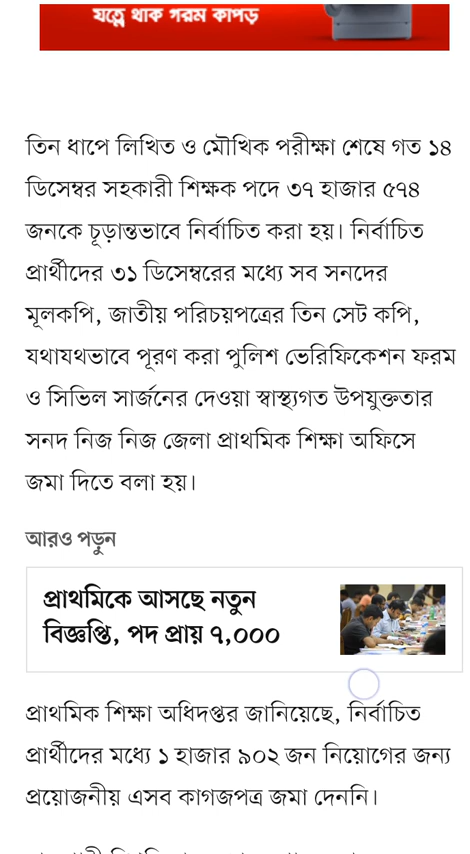 যত্নে থাক গরম কাপড়
তিন ধাপে লিখিত ও মৌখিক পরীক্ষা শেষে গত ১৪
ডিসেম্বর সহকারী শিক্ষক পদে ৩৭ হাজার ৫৭৪
জনকে চূড়ান্তভাবে নির্বাচিত করা হয়। নির্বাচিত
প্রার্থীদের ৩১ ডিসেম্বরের মধ্যে সব সনদের
মূলকপি, জাতীয় পরিচয়পত্রের তিন সেট কপি,
যথাযথভাবে পূরণ করা পুলিশ ভেরিফিকেশন ফরম
ও সিভিল সার্জনের দেওয়া স্বাস্থ্যগত উপযুক্ততার
সনদ নিজ নিজ জেলা প্রাথমিক শিক্ষা অফিসে
জমা দিতে বলা হয়।
আরও পড়ুন
প্রাথমিকে আসছে নতুন
বিজ্ঞপ্তি, পদ প্রায় ৭,০০০
প্রাথমিক শিক্ষা অধিদপ্তর জানিয়েছে, নির্বাচিত
প্রার্থীদের মধ্যে ১ হাজার ৯০২ জন নিয়োগের জন্য
প্রয়োজনীয় এসব কাগজপত্র জমা দেননি।